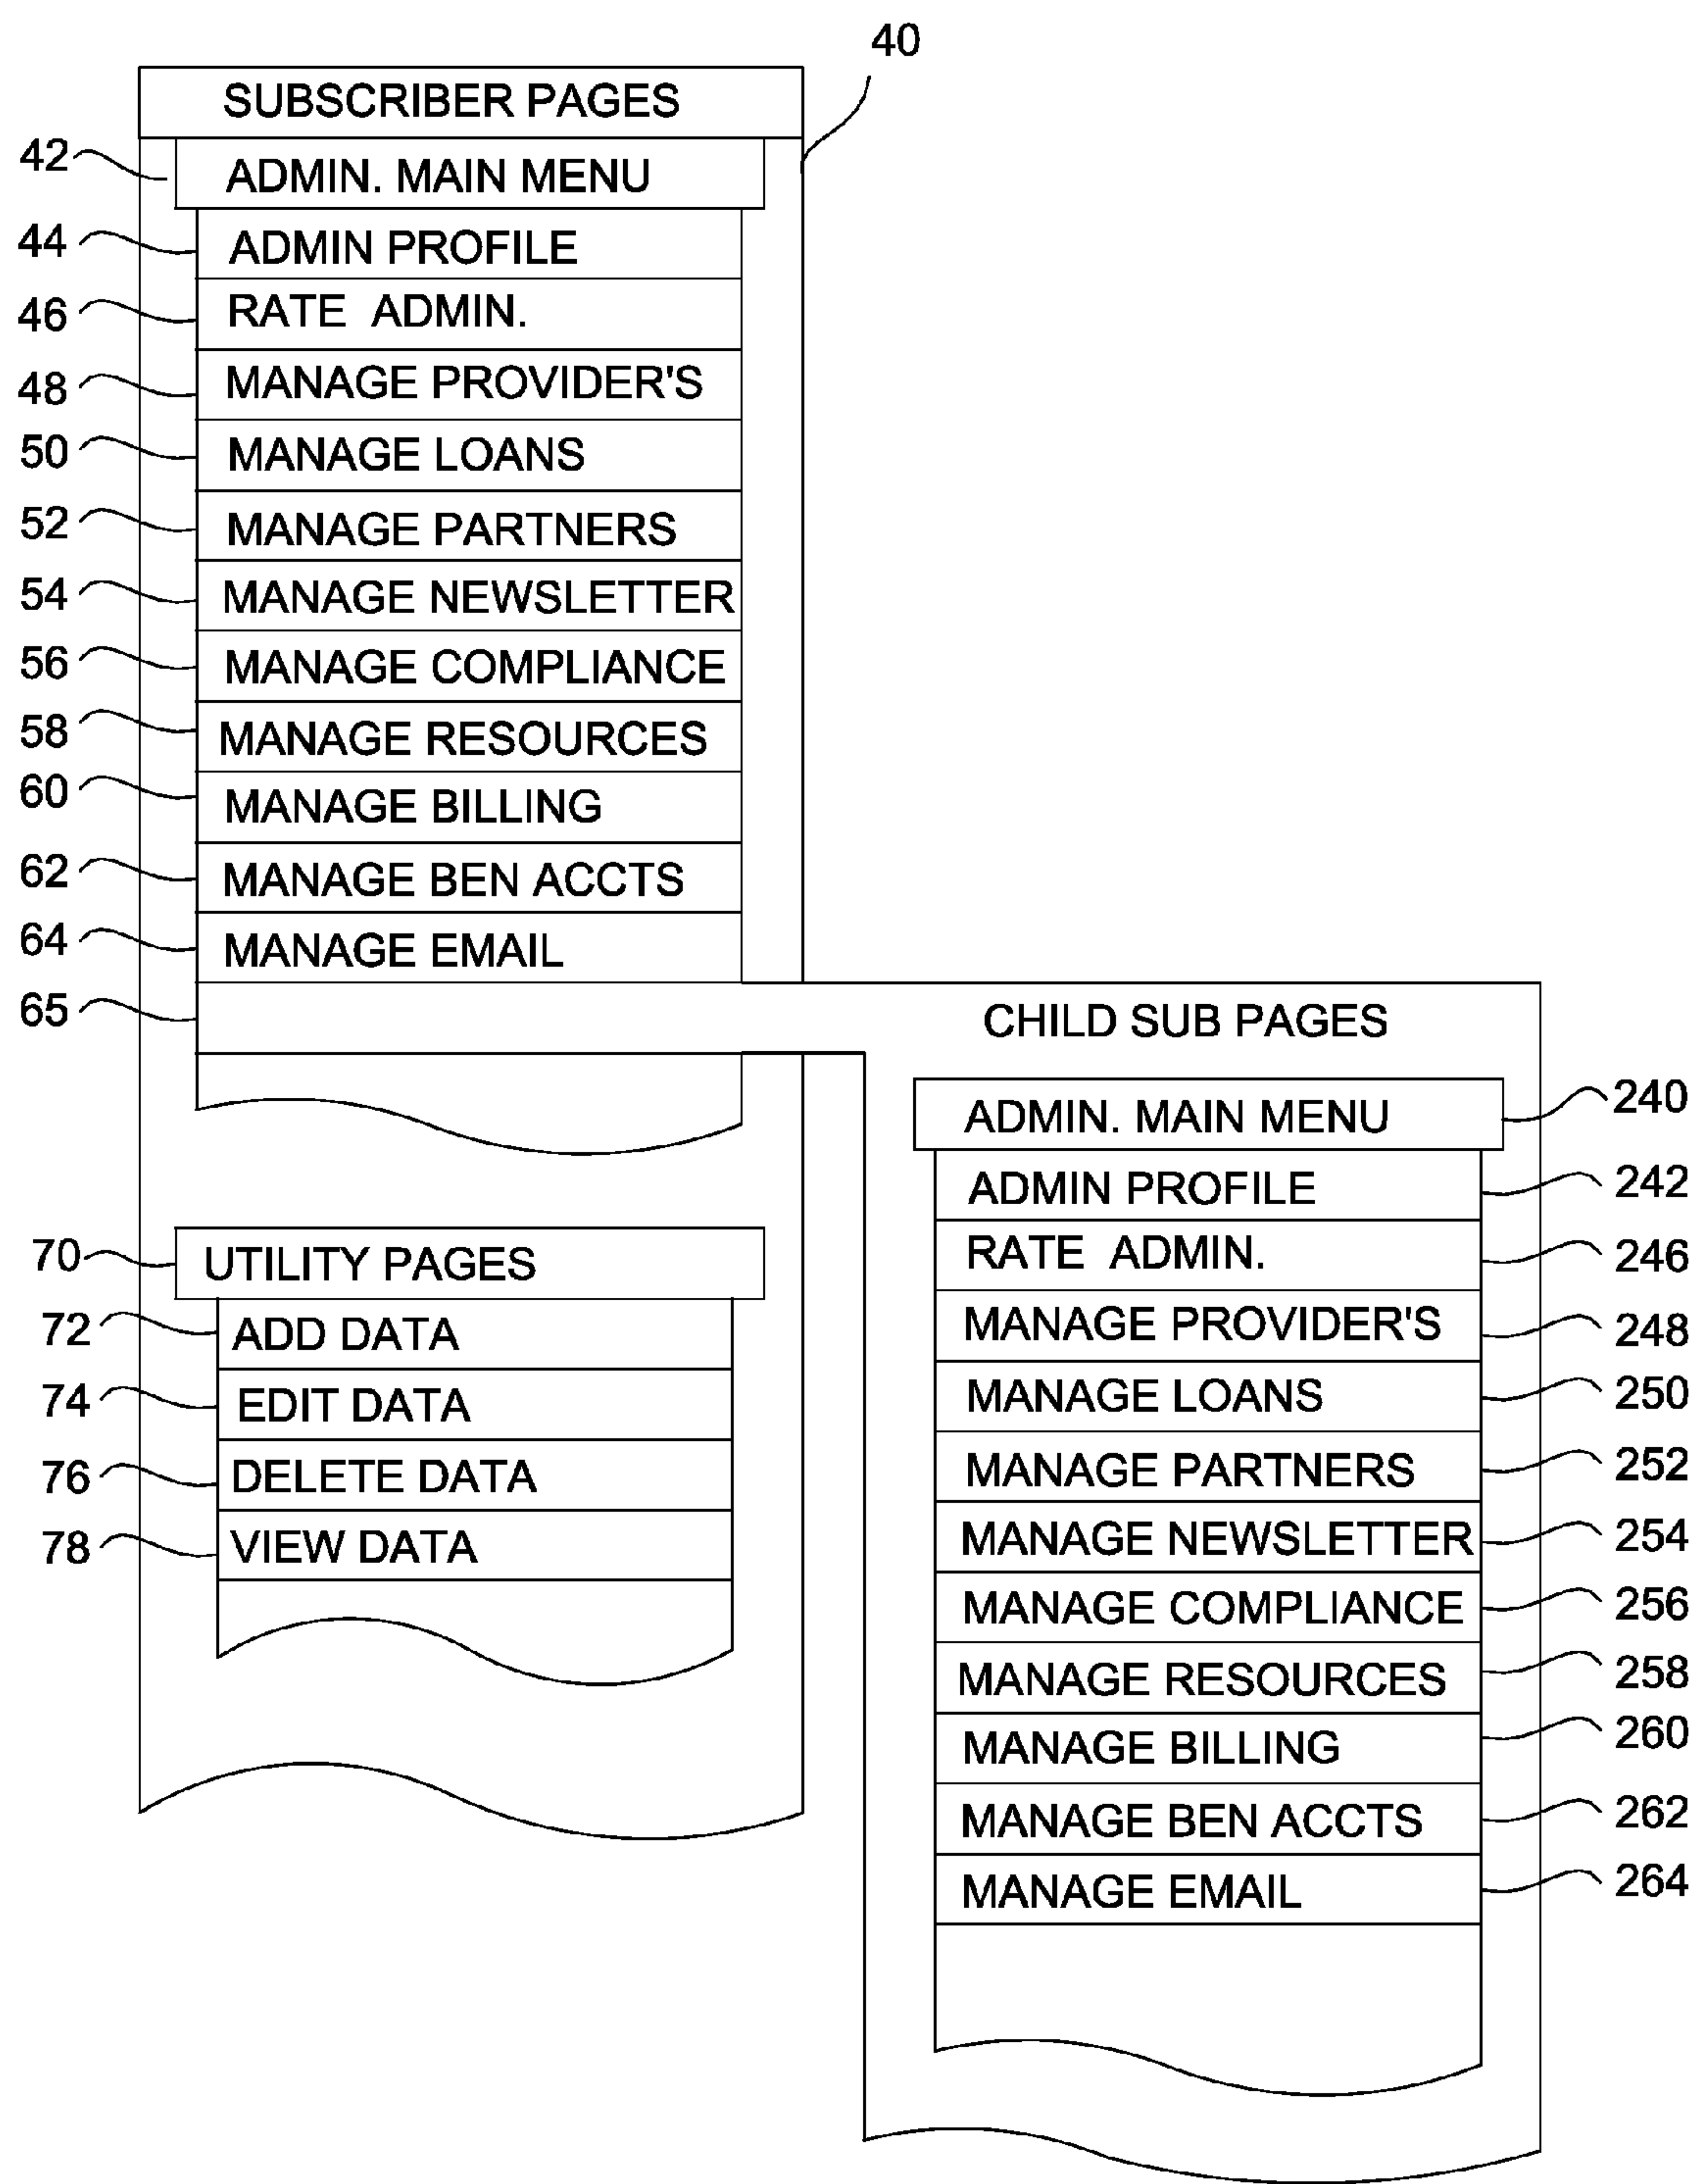 40
SUBSCRIBER PAGES
42 ADMIN. MAIN MENU
44 ADMIN PROFILE
46 RATE ADMIN.
48 MANAGE PROVIDER'S
50 MANAGE LOANS
52 MANAGE PARTNERS
54 MANAGE NEWSLETTER
56 MANAGE COMPLIANCE
58 MANAGE RESOURCES
60 MANAGE BILLING
62 MANAGE BEN ACCTS
64 MANAGE EMAIL
65
70 UTILITY PAGES
72 ADD DATA
74 EDIT DATA
76 DELETE DATA
78 VIEW DATA
CHILD SUB PAGES
ADMIN. MAIN MENU 240
ADMIN PROFILE 242
RATE ADMIN. 246
MANAGE PROVIDER'S 248
MANAGE LOANS 250
MANAGE PARTNERS 252
MANAGE NEWSLETTER 254
MANAGE COMPLIANCE 256
MANAGE RESOURCES 258
MANAGE BILLING 260
MANAGE BEN ACCTS 262
MANAGE EMAIL 264